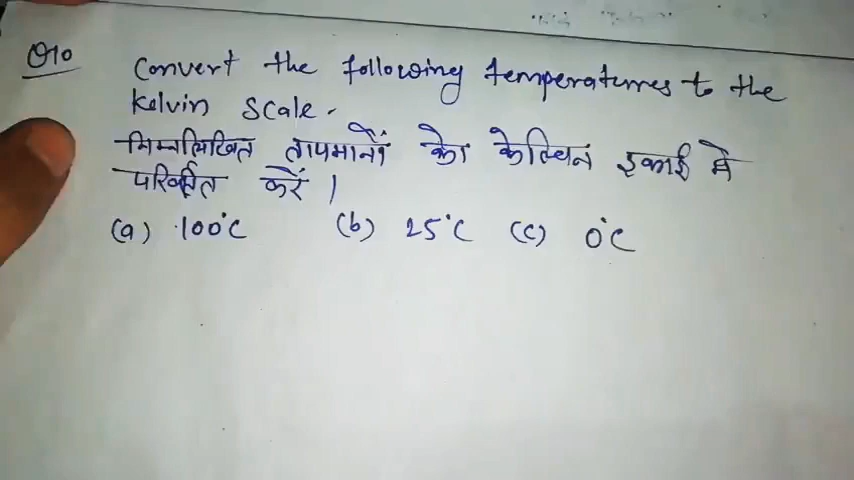 Q10 Convert the following temperatures to the
Kelvin Scale.
निम्नलिखित तापमानों को केल्विन इकाई में
परिवर्तित करें ।
(a) 100°C (b) 25°C (c) 0°C